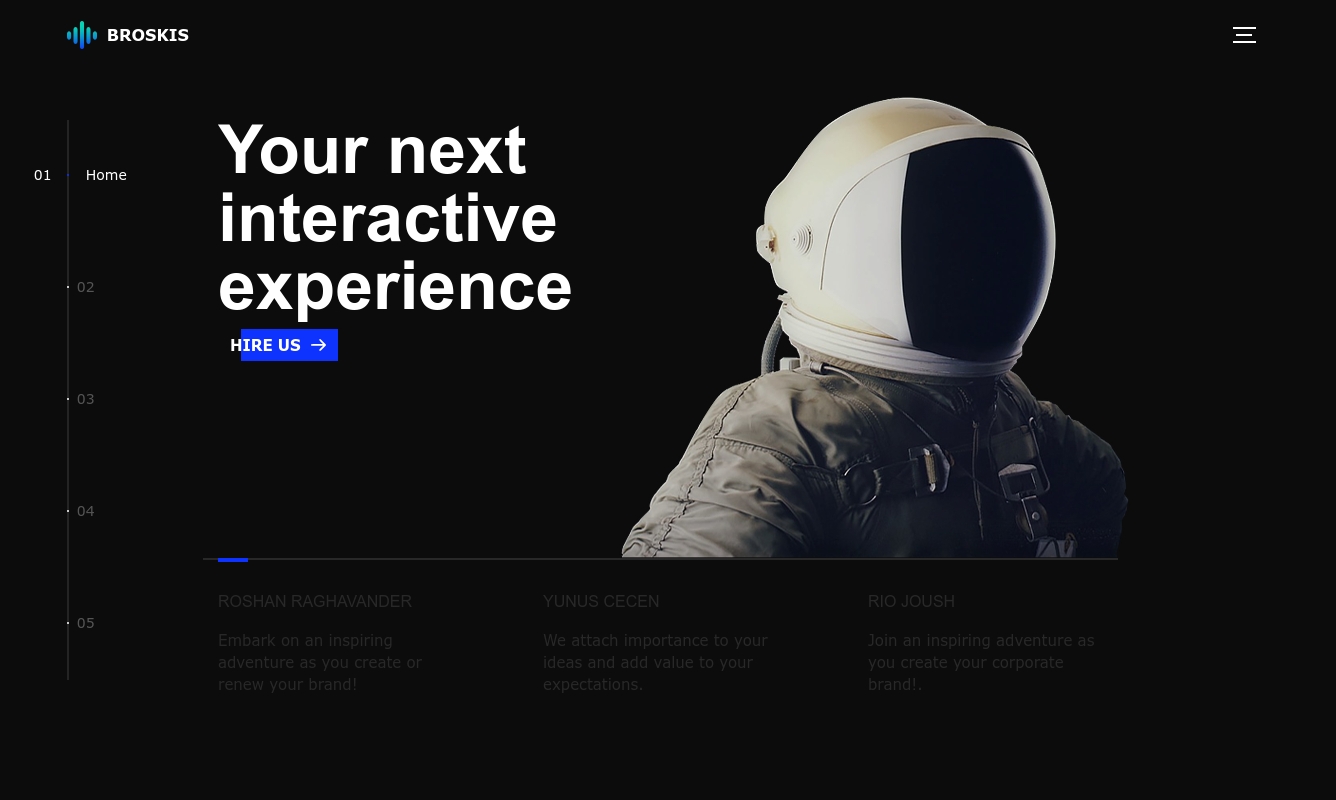 BROSKIS
01 Home
02
03
04
05
Your next
interactive
experience
HIRE US
ROSHAN RAGHAVANDER
Embark on an inspiring
adventure as you create or
renew your brand!
YUNUS CECEN
We attach importance to your
ideas and add value to your
expectations.
RIO JOUSH
Join an inspiring adventure as
you create your corporate
brand!.